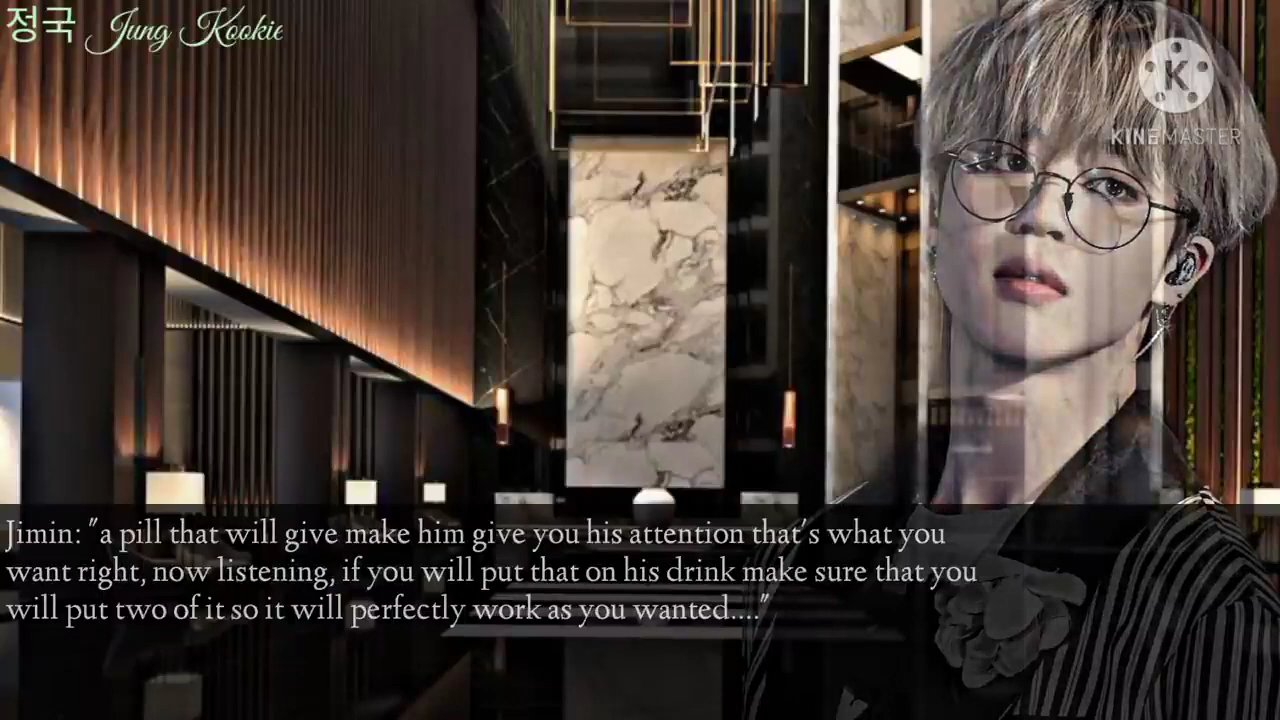 정국 Jung Kookie
K
KINEMASTER
Jimin: "a pill that will give make him give you his attention that's what you
want right, now listening, if you will put that on his drink make sure that you
will put two of it so it will perfectly work as you wanted...."